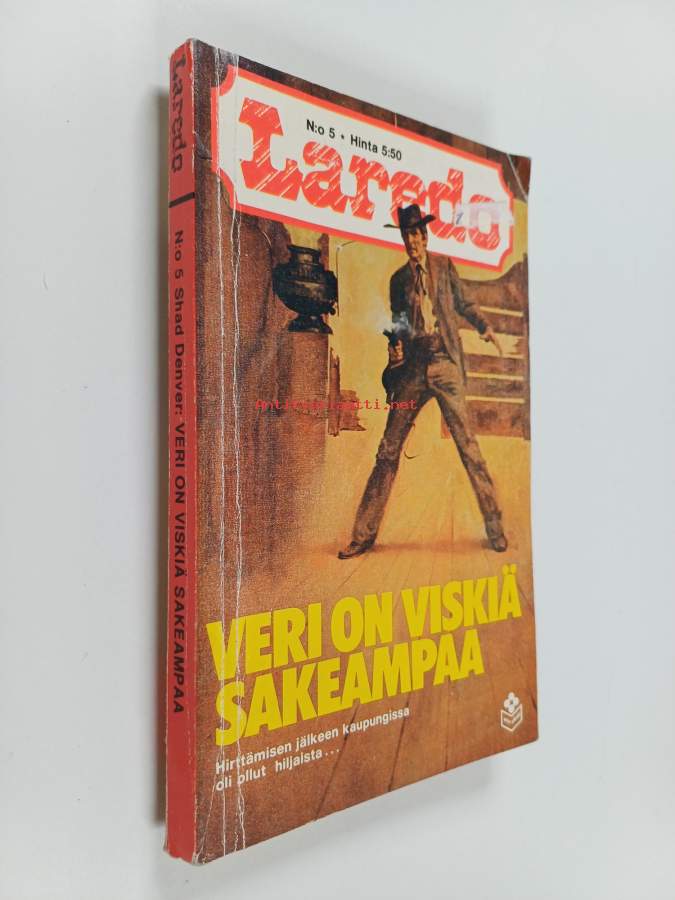 Laredo
N:o 5 Shad Denver: VERI ON VISKIÄ SAKEAMPAA
N:o 5 * Hinta 5:50
Laredo
Antikvariaatti.net
VERI ON VISKIÄ
SAKEAMPAA
Hirttämisen jälkeen kaupungissa
oli ollut hiljaista...